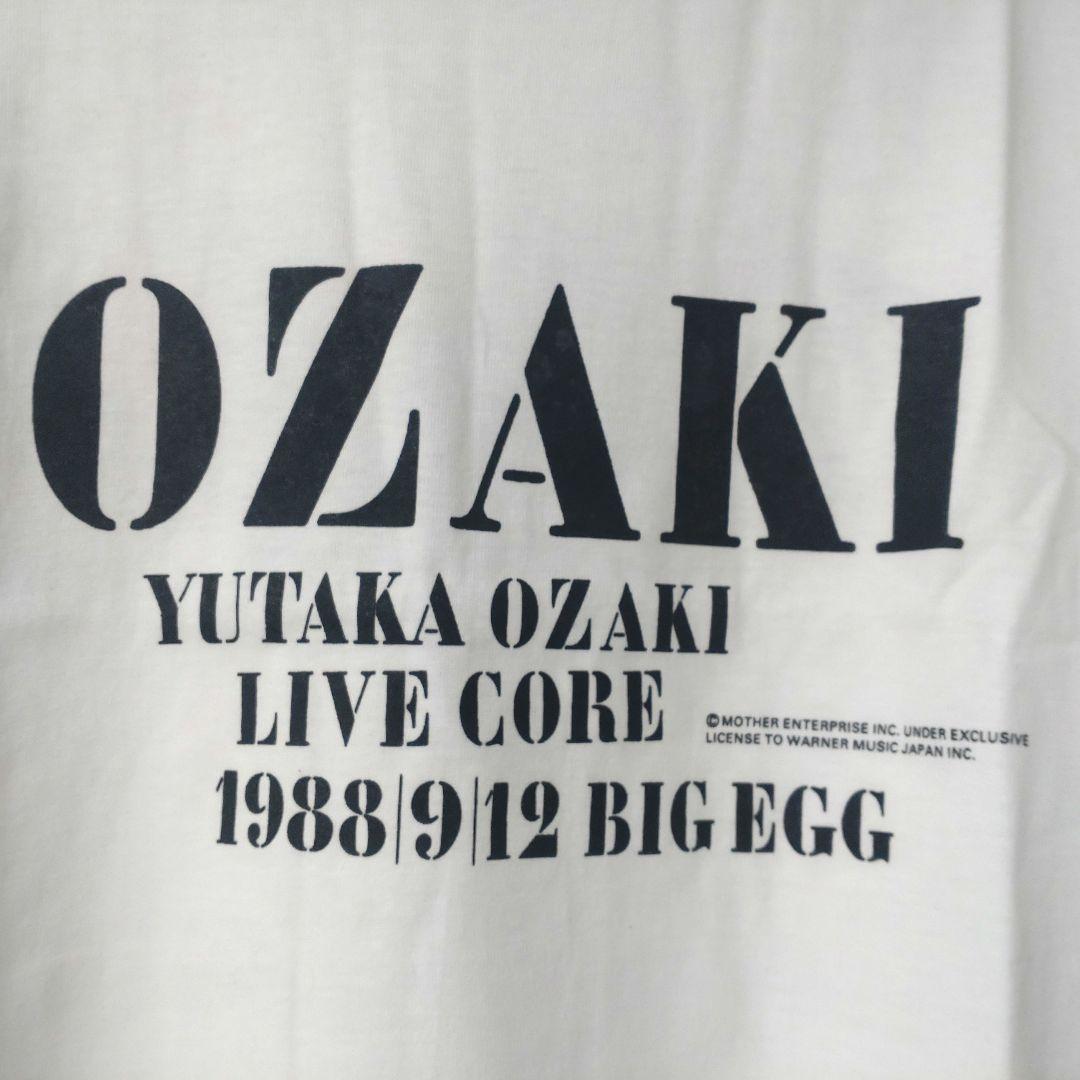 OZAKI
YUTAKA OZAKI
LIVE CORE
©MOTHER ENTERPRISE INC. UNDER EXCLUSIVE
LICENSE TO WARNER MUSIC JAPAN INC.
1988|9|12 BIG EGG